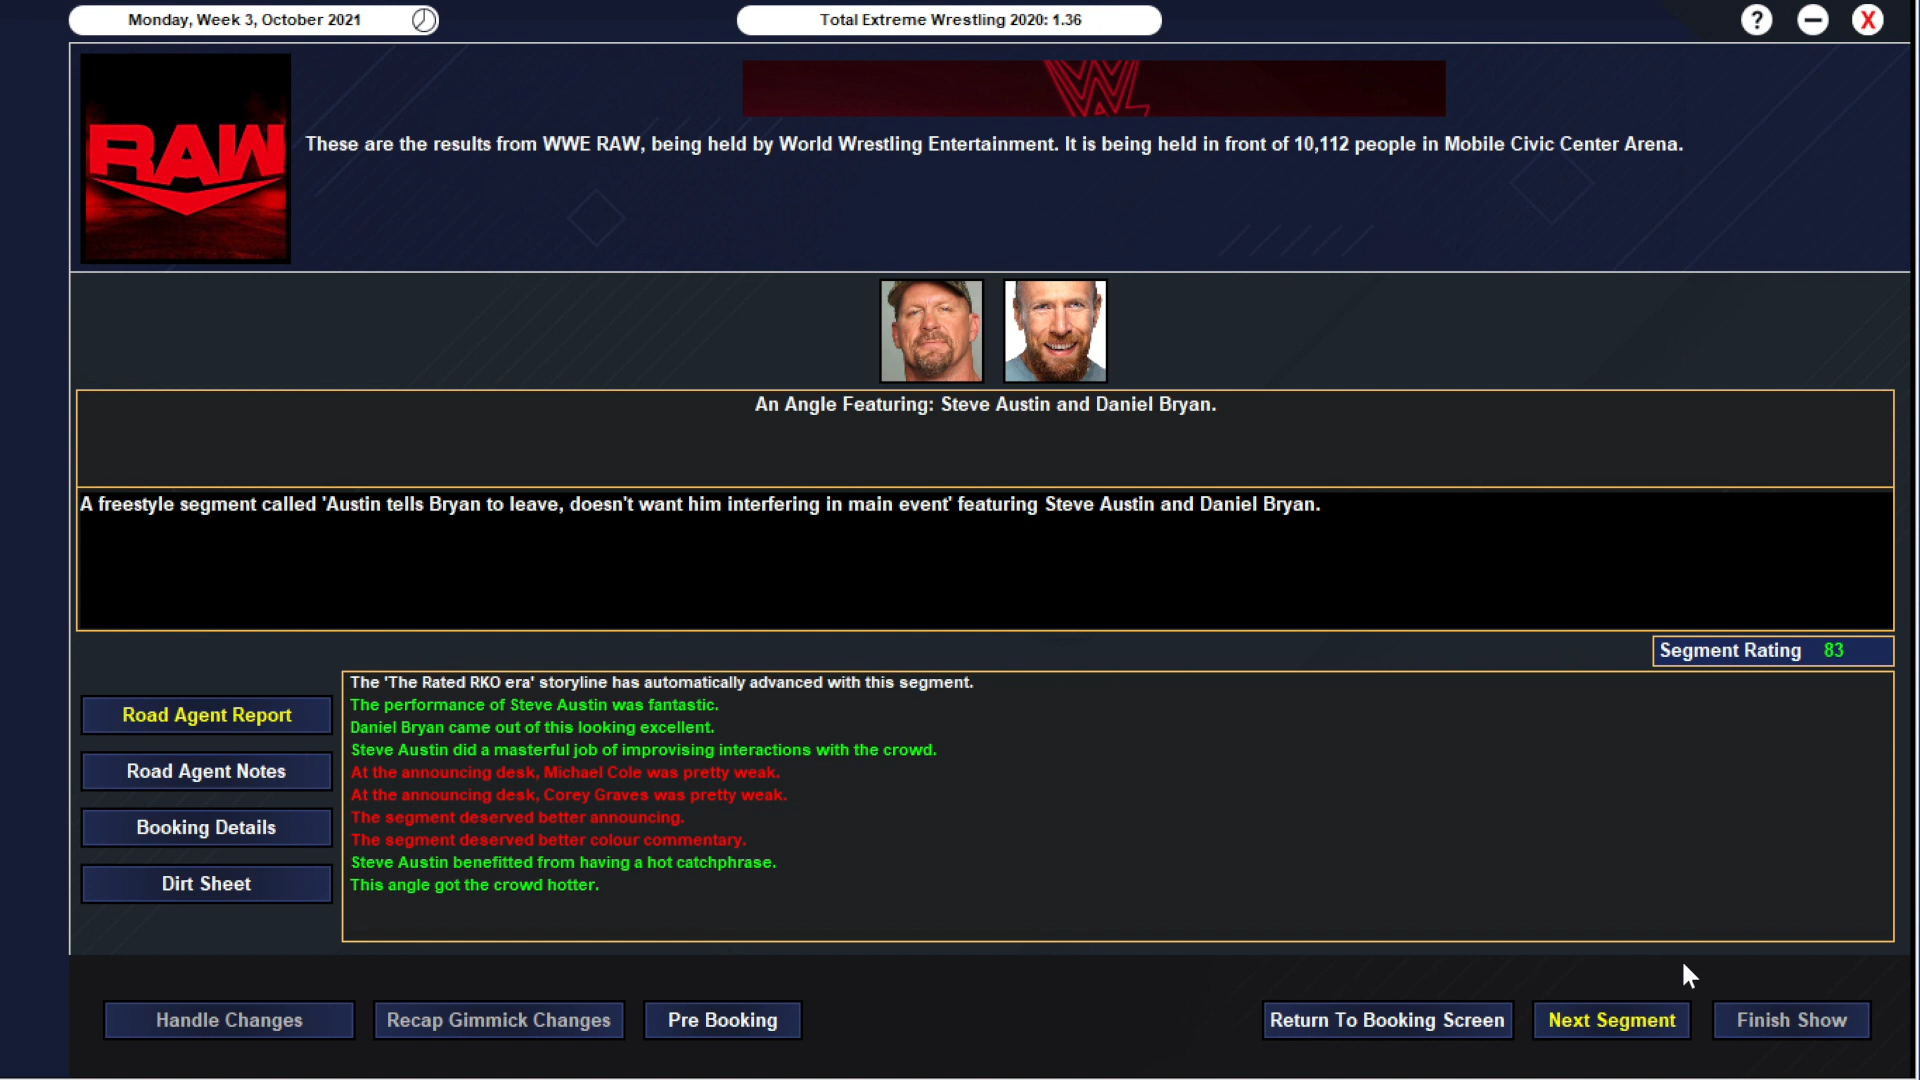 Monday, Week 3, October 2021
Total Extreme Wrestling 2020: 1.36
?
X
RAW
These are the results from WWE RAW, being held by World Wrestling Entertainment. It is being held in front of 10,112 people in Mobile Civic Center Arena.
An Angle Featuring: Steve Austin and Daniel Bryan.
A freestyle segment called 'Austin tells Bryan to leave, doesn't want him interfering in main event' featuring Steve Austin and Daniel Bryan.
Segment Rating 83
Road Agent Report
Road Agent Notes
Booking Details
Dirt Sheet
The 'The Rated RKO era' storyline has automatically advanced with this segment.
The performance of Steve Austin was fantastic.
Daniel Bryan came out of this looking excellent.
Steve Austin did a masterful job of improvising interactions with the crowd.
At the announcing desk, Michael Cole was pretty weak.
At the announcing desk, Corey Graves was pretty weak.
The segment deserved better announcing.
The segment deserved better colour commentary.
Steve Austin benefitted from having a hot catchphrase.
This angle got the crowd hotter.
Handle Changes
Recap Gimmick Changes
Pre Booking
Return To Booking Screen
Next Segment
Finish Show